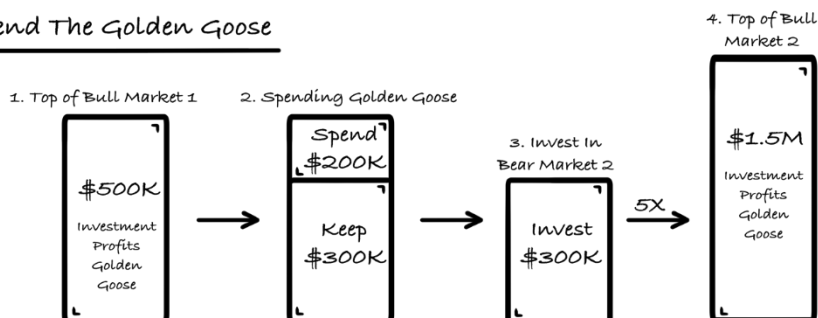 end The Golden Goose
1. Top of Bull Market 1
$500K
Investment
Profits
Golden
Goose
2. Spending Golden Goose
Spend
$200K
Keep
$300K
3. Invest In
Bear Market 2
Invest
$300K
5X
4. Top of Bull
Market 2
$1.5M
Investment
Profits
Golden
Goose